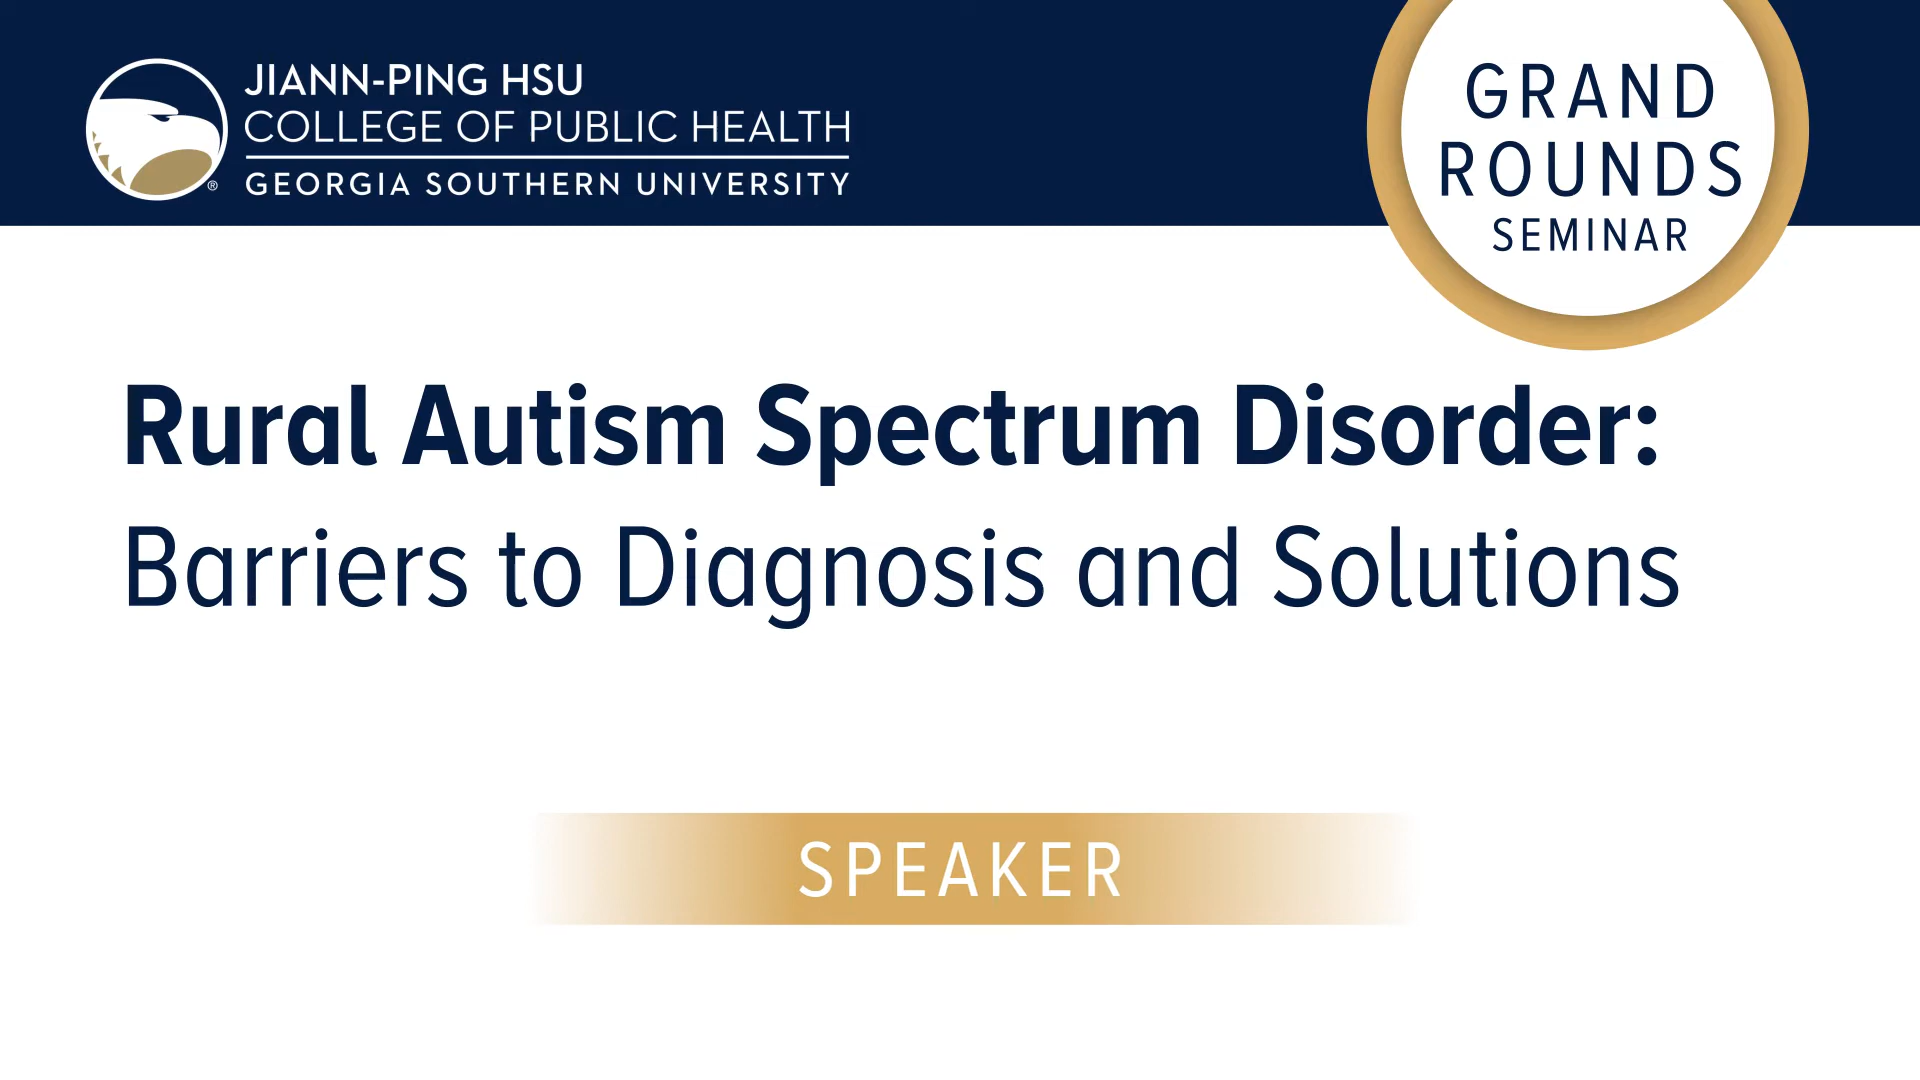 JIANN-PING HSU
COLLEGE OF PUBLIC HEALTH
GEORGIA SOUTHERN UNIVERSITY
®
GRAND
ROUNDS
SEMINAR
Rural Autism Spectrum Disorder:
Barriers to Diagnosis and Solutions
SPEAKER